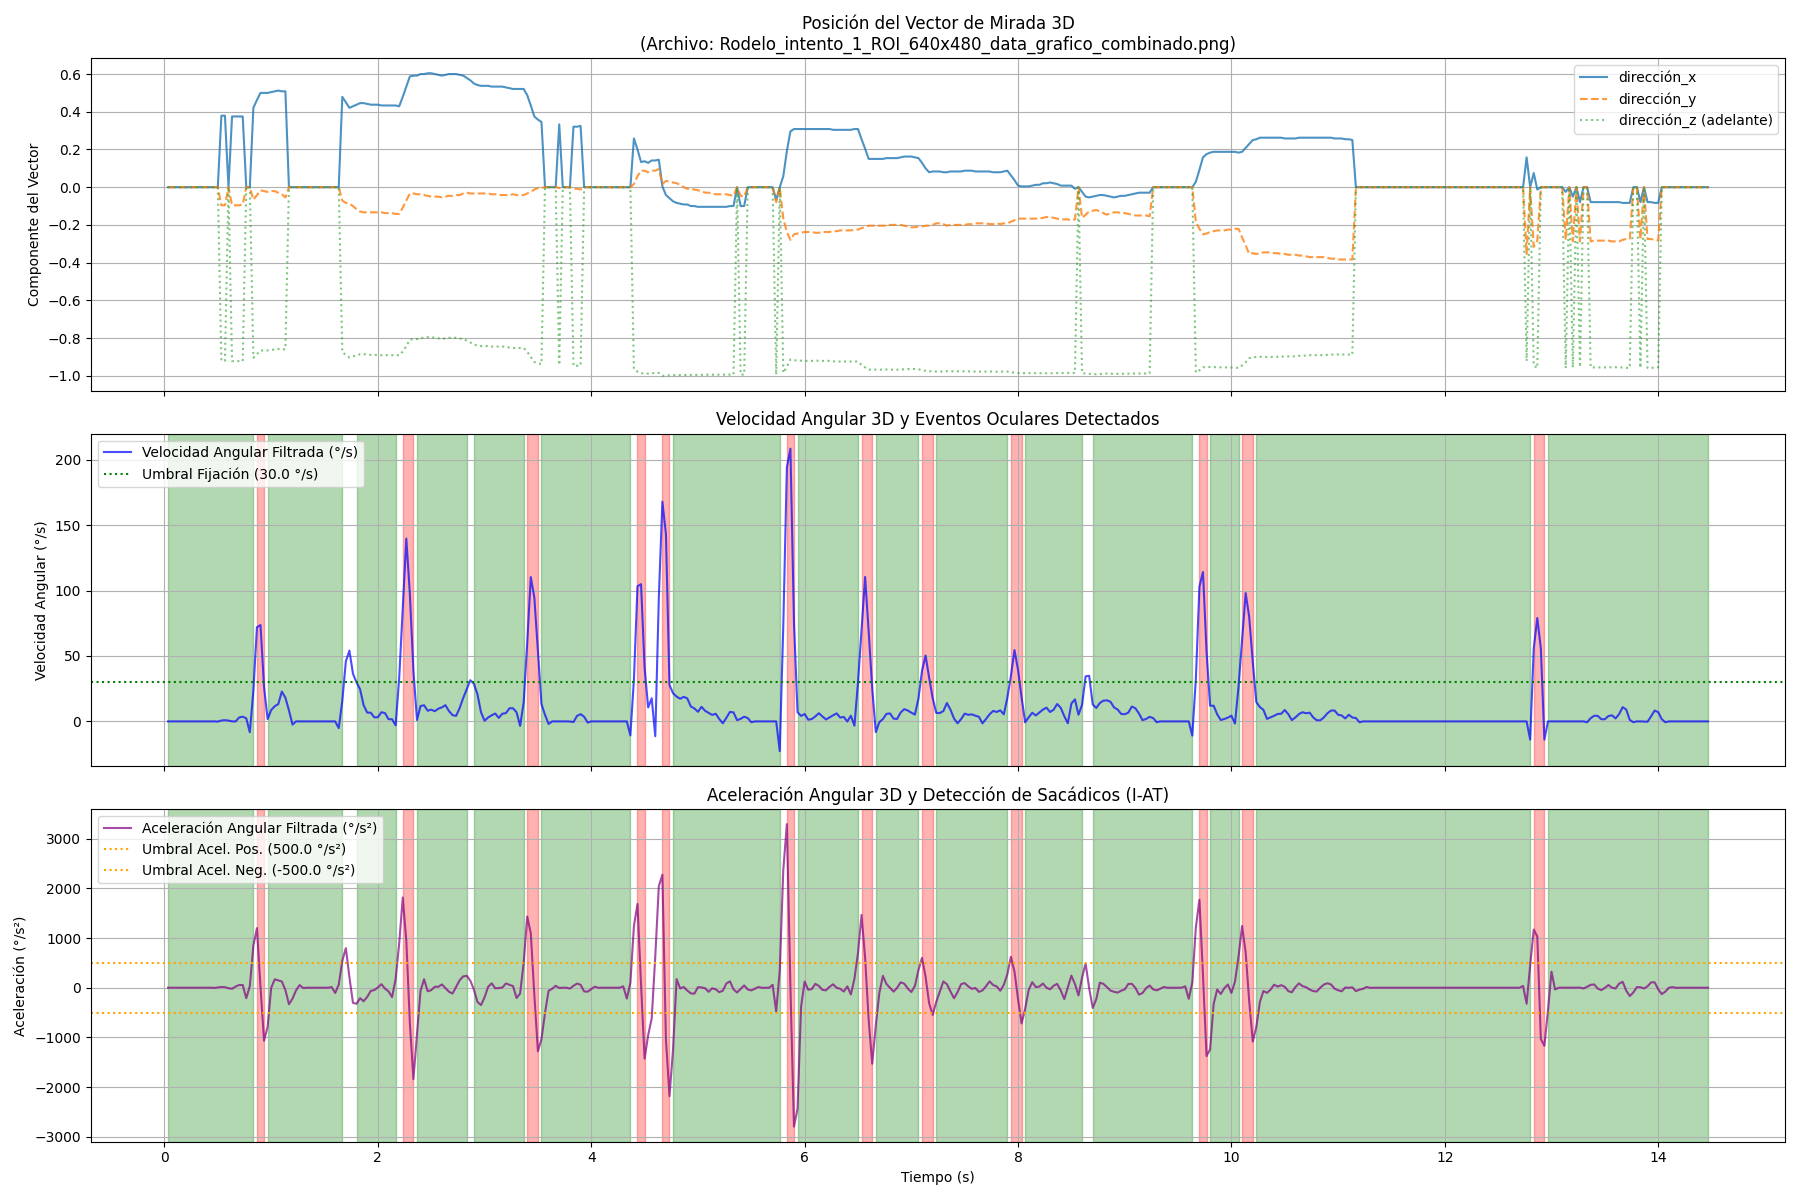 Posición del Vector de Mirada 3D
(Archivo: Rodelo_intento_1_ROI_640x480_data_grafico_combinado.png)
Componente del Vector
0.6
0.4
0.2
0.0
−0.2
−0.4
−0.6
−0.8
−1.0
dirección_x
dirección_y
dirección_z (adelante)
Velocidad Angular 3D y Eventos Oculares Detectados
Velocidad Angular (°/s)
200
150
100
50
0
Velocidad Angular Filtrada (°/s)
Umbral Fijación (30.0 °/s)
Aceleración Angular 3D y Detección de Sacádicos (I-AT)
Aceleración (°/s²)
3000
2000
1000
0
−1000
−2000
−3000
Aceleración Angular Filtrada (°/s²)
Umbral Acel. Pos. (500.0 °/s²)
Umbral Acel. Neg. (-500.0 °/s²)
0 2 4 6 8 10 12 14
Tiempo (s)